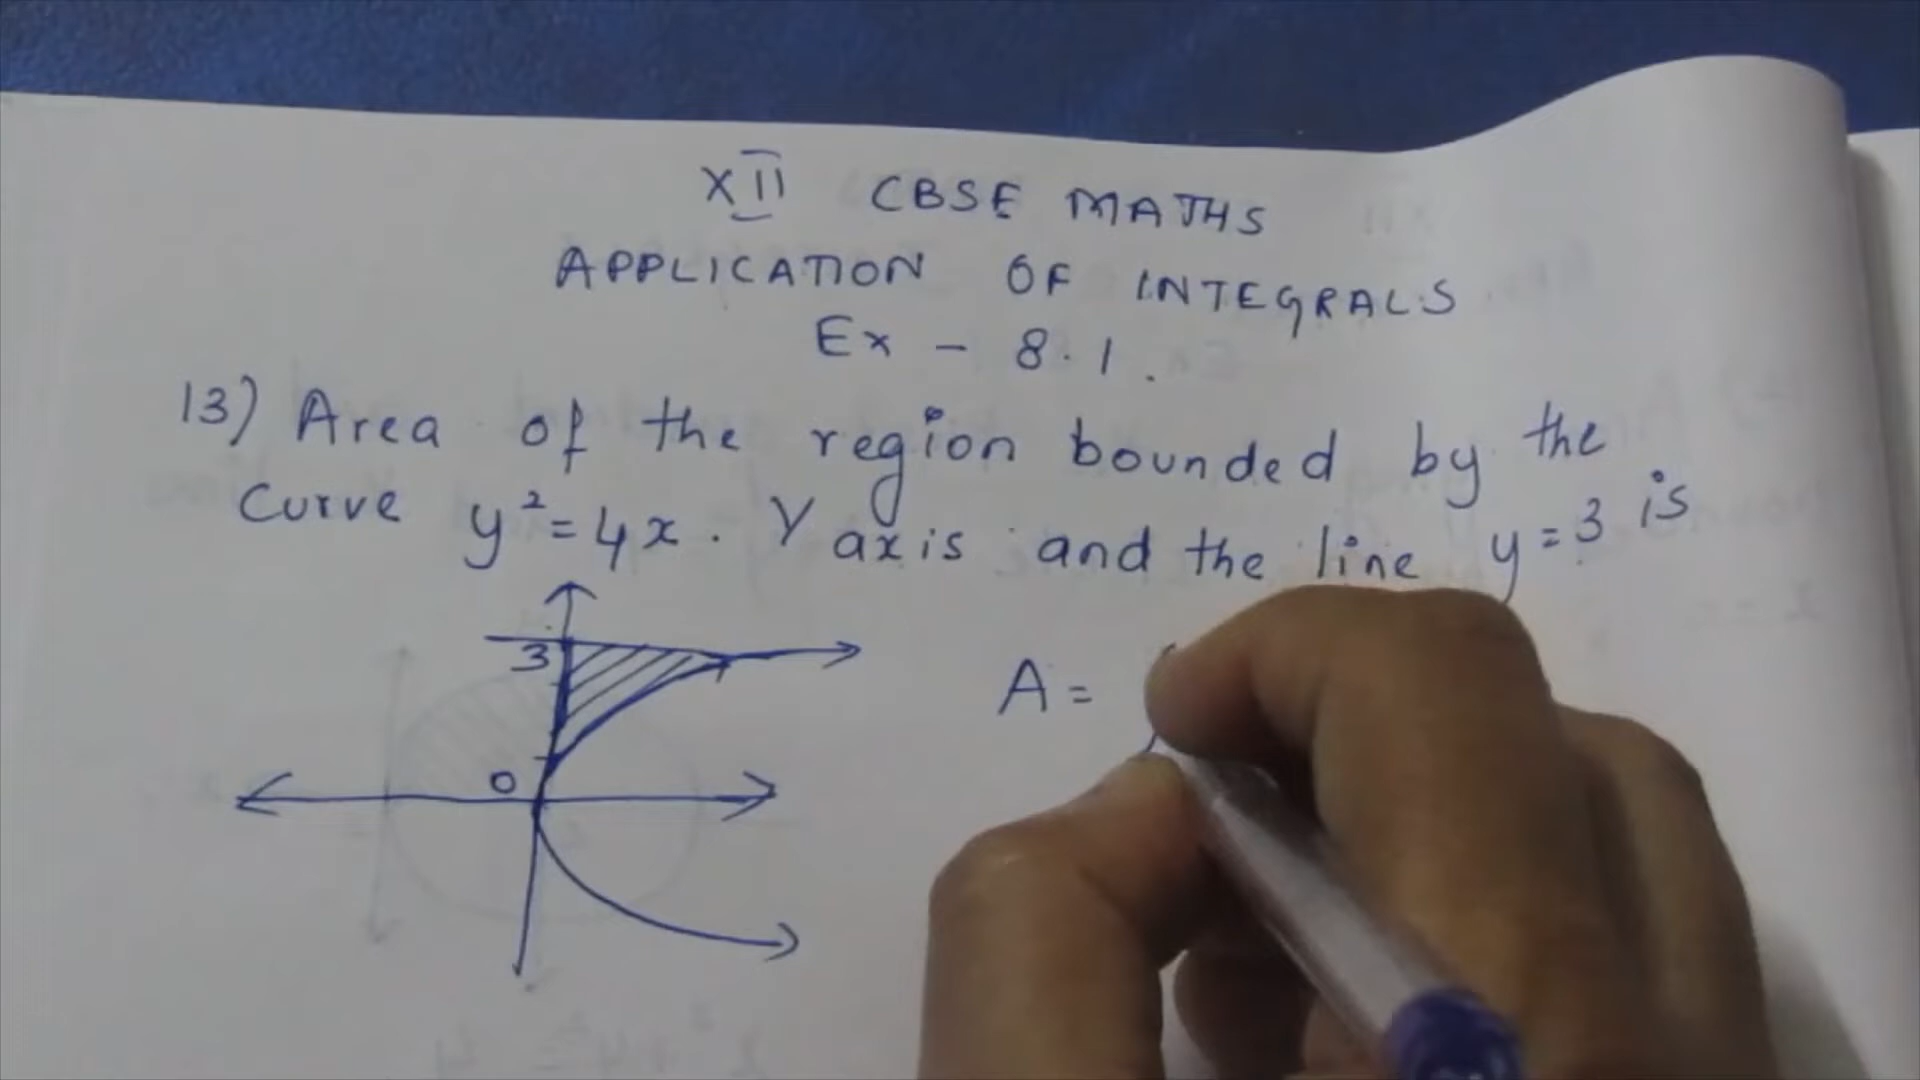 XII CBSE MATHS
APPLICATION OF INTEGRALS
Ex - 8.1.
13) Area of the region bounded by the
Curve y²=4x. Y axis and the line y=3 is
3
0
A=